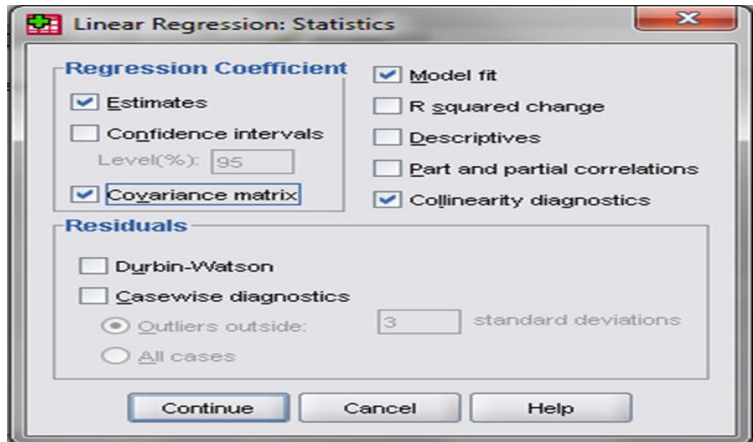 Linear Regression: Statistics
Regression Coefficient
Estimates
Confidence intervals
Level(%): 95
Covariance matrix
Model fit
R squared change
Descriptives
Part and partial correlations
Collinearity diagnostics
Residuals
Durbin-Watson
Casewise diagnostics
Outliers outside: 3 standard deviations
All cases
Continue Cancel Help